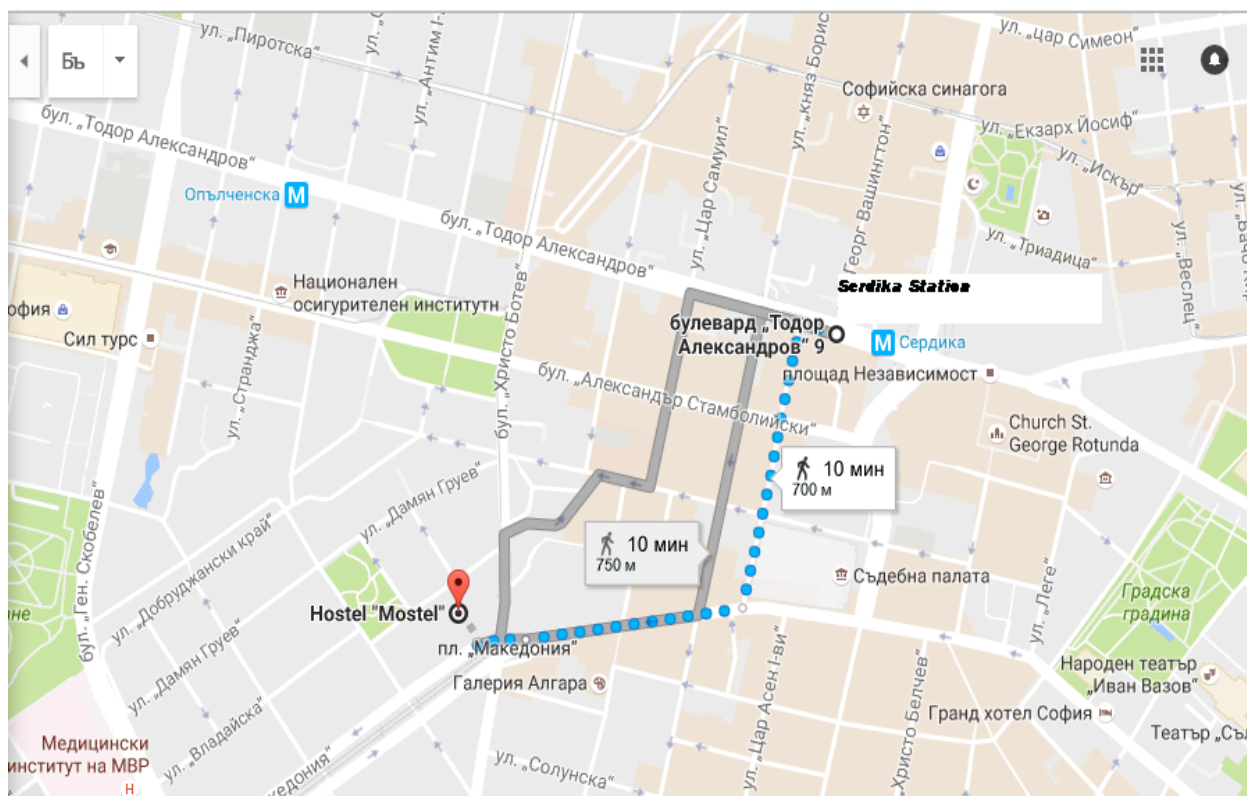 ул. „Пиротска“
ул. „Антим I-
ул. „Княз Борис
ул. „цар Симеон“
Бъ
Софийска синагога
бул. „Тодор Александров“
ул. „Екзарх Йосиф“
ул. „Искър“
Опълченска M
ул. „Цар Самуил“
Георг Вашингтон“
бул. „Тодор Александров“
ул. „Триадица“
ул. „Веслец“
Serdika Station
Национален
осигурителен институтн
офия
булевард „Тодор
Александров“ 9
M Сердика
Сил турс
площад Независимост
ул. „Странджа“
бул. „Христо Ботев“
бул. „Александър Стамболийски“
Church St.
George Rotunda
10 мин
700 м
ул. „Дамян Груев“
бул. „Ген. Скобелев“
ул. „Добруджански край“
10 мин
750 м
Съдебна палата
ул. „Леге“
Градска
градина
не
Hostel "Mostel"
пл. „Македония“
ул. „Дамян Груев“
Галерия Алгара
ул. „Цар Асен I-ви“
Народен театър
„Иван Вазов“
ул. „Владайска“
„Христо Белчев“
Гранд хотел София
Медицински
институт на МВР
H
едония“
ул. „Солунска“
Театър „Съл